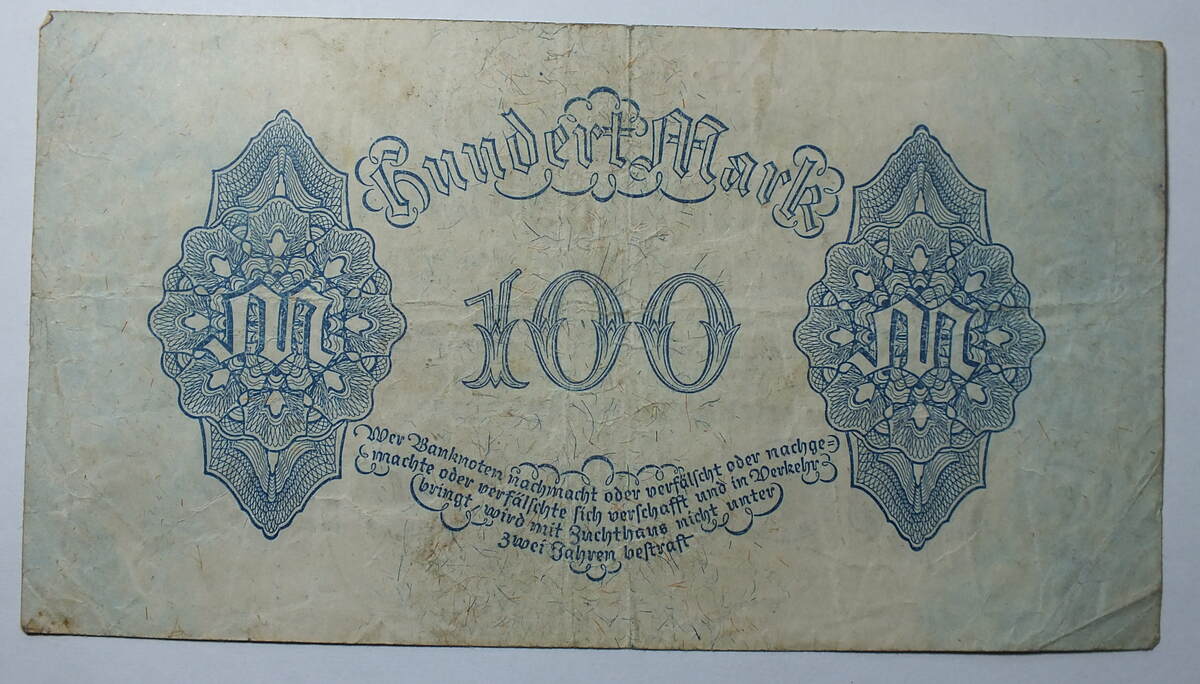 Hundert Mark
M
100
M
Wer Banknoten nachmacht oder verfälscht oder nachge=
machte oder verfälschte sich verschafft und in Verkehr
bringt, wird mit Zuchthaus nicht unter
zwei Jahren bestraft